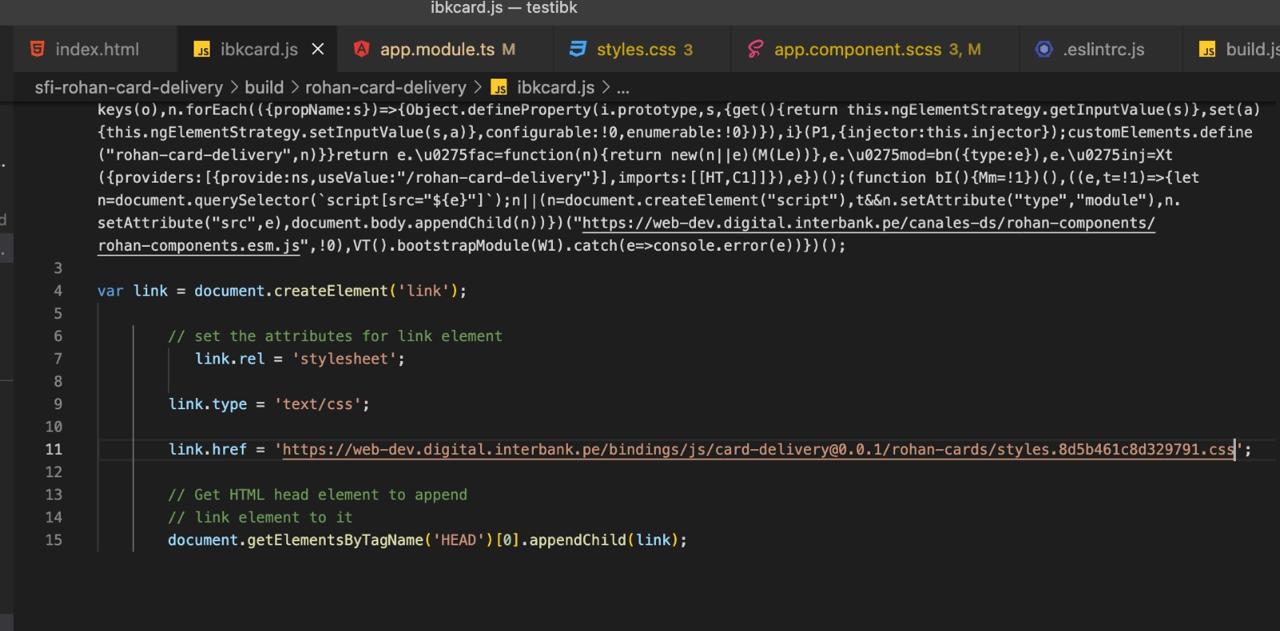 ibkcard.js — testibk
index.html
JS ibkcard.js ×
app.module.ts M
styles.css 3
app.component.scss 3, M
.eslintrc.js
JS build.js
sfi-rohan-card-delivery > build > rohan-card-delivery > JS ibkcard.js > ...
keys(o),n.forEach(({propName:s})=>{Object.defineProperty(i.prototype,s,{get(){return this.ngElementStrategy.getInputValue(s)},set(a)
{this.ngElementStrategy.setInputValue(s,a)},configurable:!0,enumerable:!0})}),i}(P1,{injector:this.injector});customElements.define
("rohan-card-delivery",n)}}return e.\u0275fac=function(n){return new(n||e)(M(Le))},e.\u0275mod=bn({type:e}),e.\u0275inj=Xt
({providers:[{provide:ns,useValue:"/rohan-card-delivery"}],imports:[[HT,C1]]}),e})();(function bI(){Mm=!1})(),((e,t=!1)=>{let
n=document.querySelector(`script[src="${e}"]`);n||(n=document.createElement("script"),t&&n.setAttribute("type","module"),n.
setAttribute("src",e),document.body.appendChild(n))})("https://web-dev.digital.interbank.pe/canales-ds/rohan-components/
rohan-components.esm.js",!0),VT().bootstrapModule(W1).catch(e=>console.error(e))})();
3
4 var link = document.createElement('link');
5
6 // set the attributes for link element
7 link.rel = 'stylesheet';
8
9 link.type = 'text/css';
10
11 link.href = 'https://web-dev.digital.interbank.pe/bindings/js/card-delivery@0.0.1/rohan-cards/styles.8d5b461c8d329791.css';
12
13 // Get HTML head element to append
14 // link element to it
15 document.getElementsByTagName('HEAD')[0].appendChild(link);